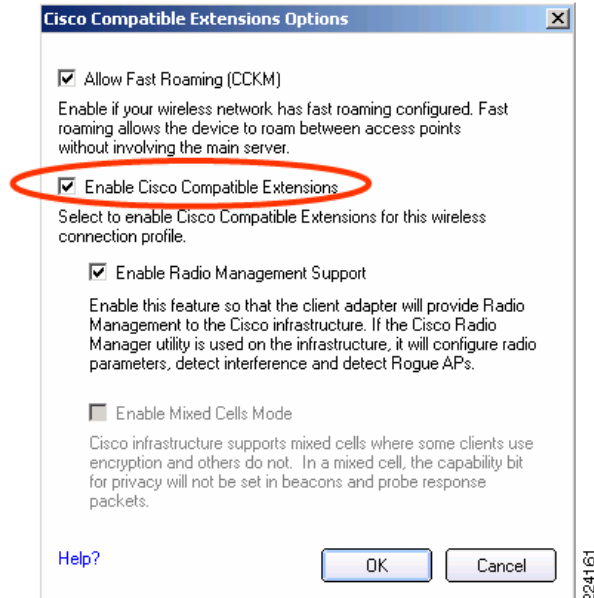 Cisco Compatible Extensions Options
Allow Fast Roaming (CCKM)
Enable if your wireless network has fast roaming configured. Fast
roaming allows the device to roam between access points
without involving the main server.
Enable Cisco Compatible Extensions
Select to enable Cisco Compatible Extensions for this wireless
connection profile.
Enable Radio Management Support
Enable this feature so that the client adapter will provide Radio
Management to the Cisco infrastructure. If the Cisco Radio
Manager utility is used on the infrastructure, it will configure radio
parameters, detect interference and detect Rogue APs.
Enable Mixed Cells Mode
Cisco infrastructure supports mixed cells where some clients use
encryption and others do not. In a mixed cell, the capability bit
for privacy will not be set in beacons and probe response
packets.
Help?
OK
Cancel
224161